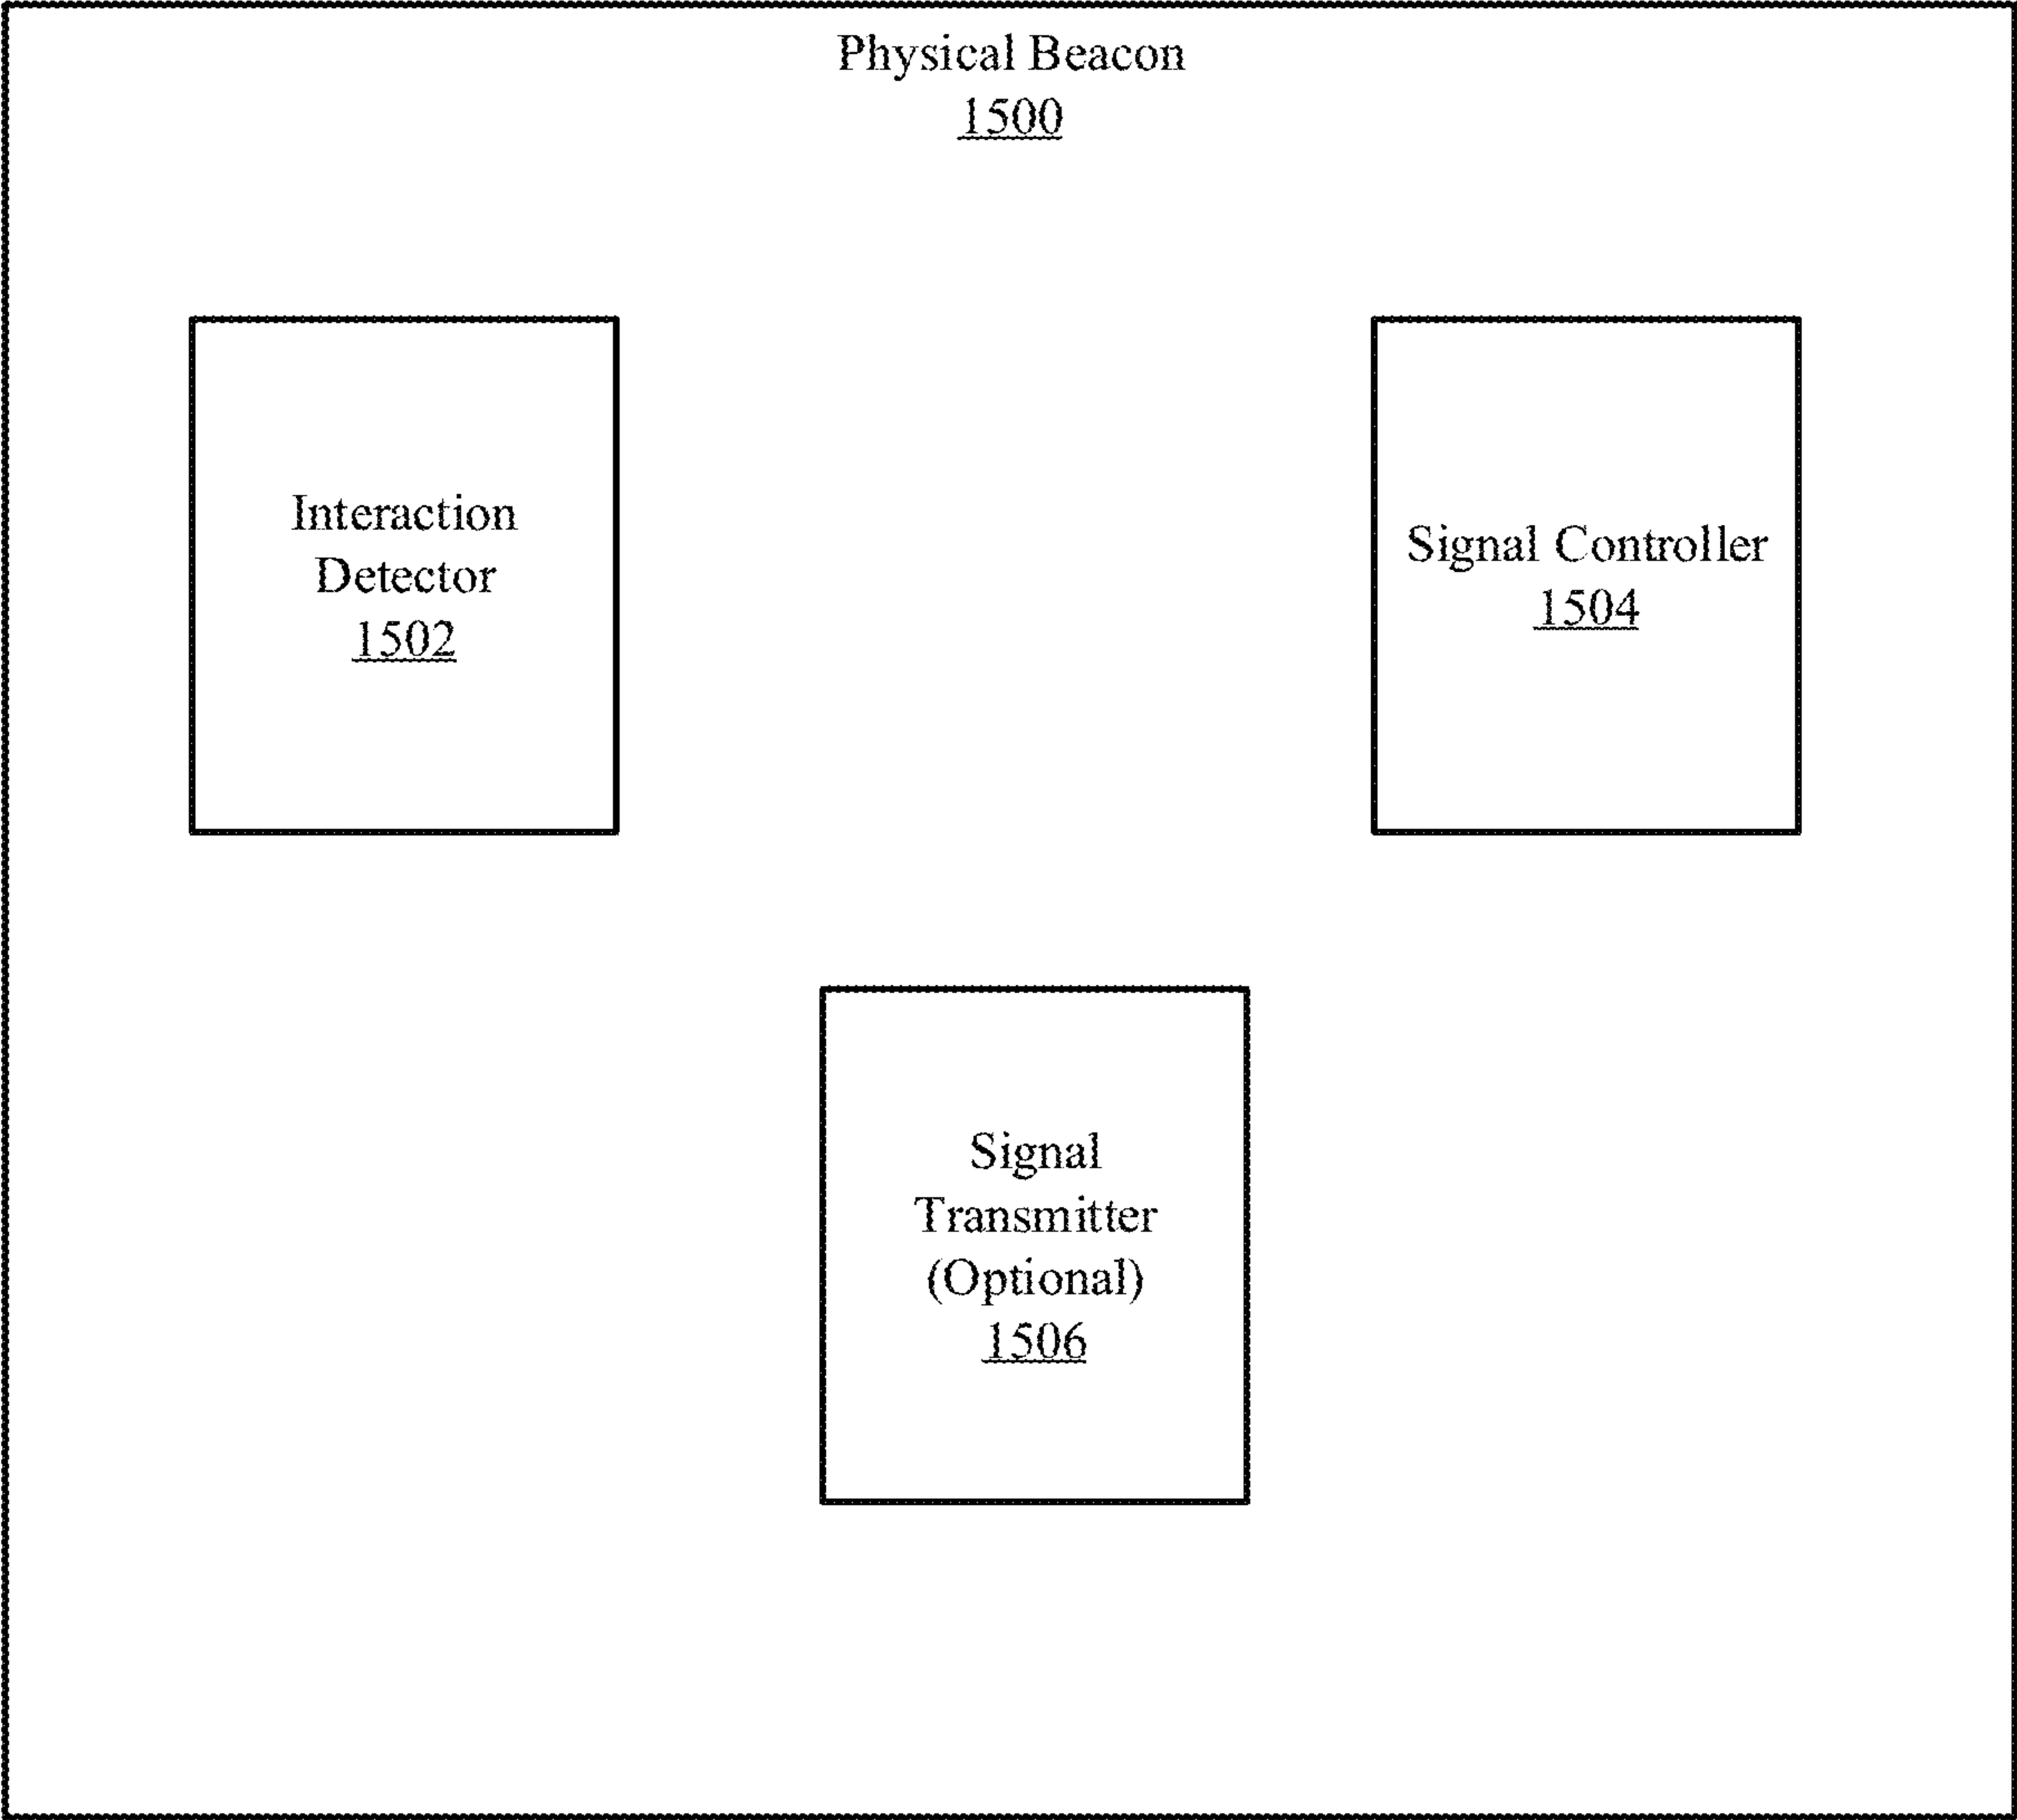 Physical Beacon
1500
Interaction
Detector
1502
Signal Controller
1504
Signal
Transmitter
(Optional)
1506